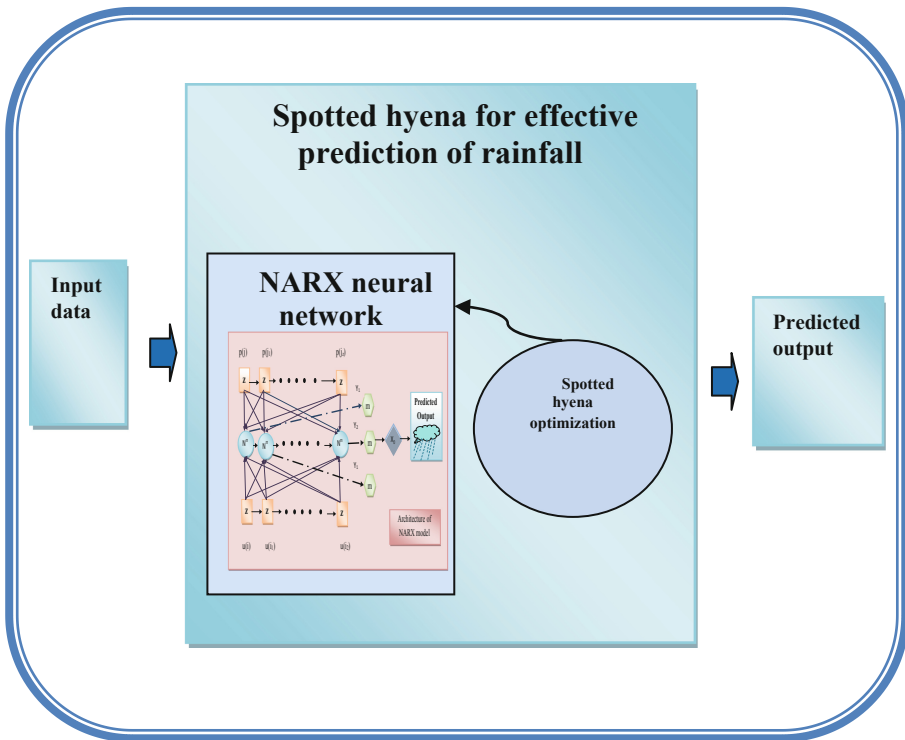 Spotted hyena for effective
prediction of rainfall
Input
data
NARX neural
network
p(j)
Z
Z
Z
Predicted
Output
m
m
m
Z
Z
Z
Architecture of
NARX model
u(i)
Spotted
hyena
optimization
Predicted
output